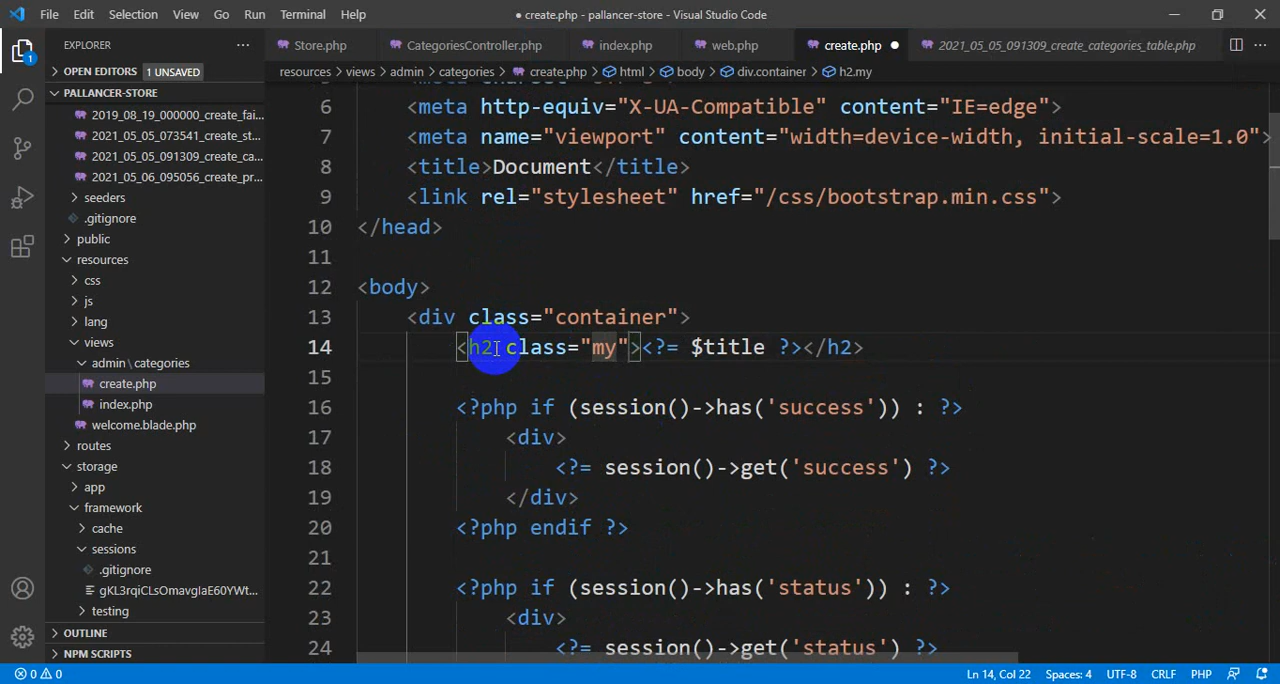 File Edit Selection View Go Run Terminal Help ● create.php - pallancer-store - Visual Studio Code
EXPLORER ··· Store.php CategoriesController.php index.php web.php create.php ● 2021_05_05_091309_create_categories_table.php ···
OPEN EDITORS 1 UNSAVED
resources > views > admin > categories > create.php > html > body > div.container > h2.my
PALLANCER-STORE
2019_08_19_000000_create_fai...
2021_05_05_073541_create_st...
2021_05_05_091309_create_ca...
2021_05_06_095056_create_pr...
seeders
.gitignore
public
resources
css
js
lang
views
admin \ categories
create.php
index.php
welcome.blade.php
routes
storage
app
framework
cache
sessions
.gitignore
gKL3rqiCLsOmavgIaE60YWt...
testing
OUTLINE
NPM SCRIPTS
6 <meta http-equiv="X-UA-Compatible" content="IE=edge">
7 <meta name="viewport" content="width=device-width, initial-scale=1.0">
8 <title>Document</title>
9 <link rel="stylesheet" href="/css/bootstrap.min.css">
10 </head>
11
12 <body>
13 <div class="container">
14 <h2 class="my"><?= $title ?></h2>
15
16 <?php if (session()->has('success')) : ?>
17 <div>
18 <?= session()->get('success') ?>
19 </div>
20 <?php endif ?>
21
22 <?php if (session()->has('status')) : ?>
23 <div>
24 <?= session()->get('status') ?>
1
0 0 Ln 14, Col 22 Spaces: 4 UTF-8 CRLF PHP